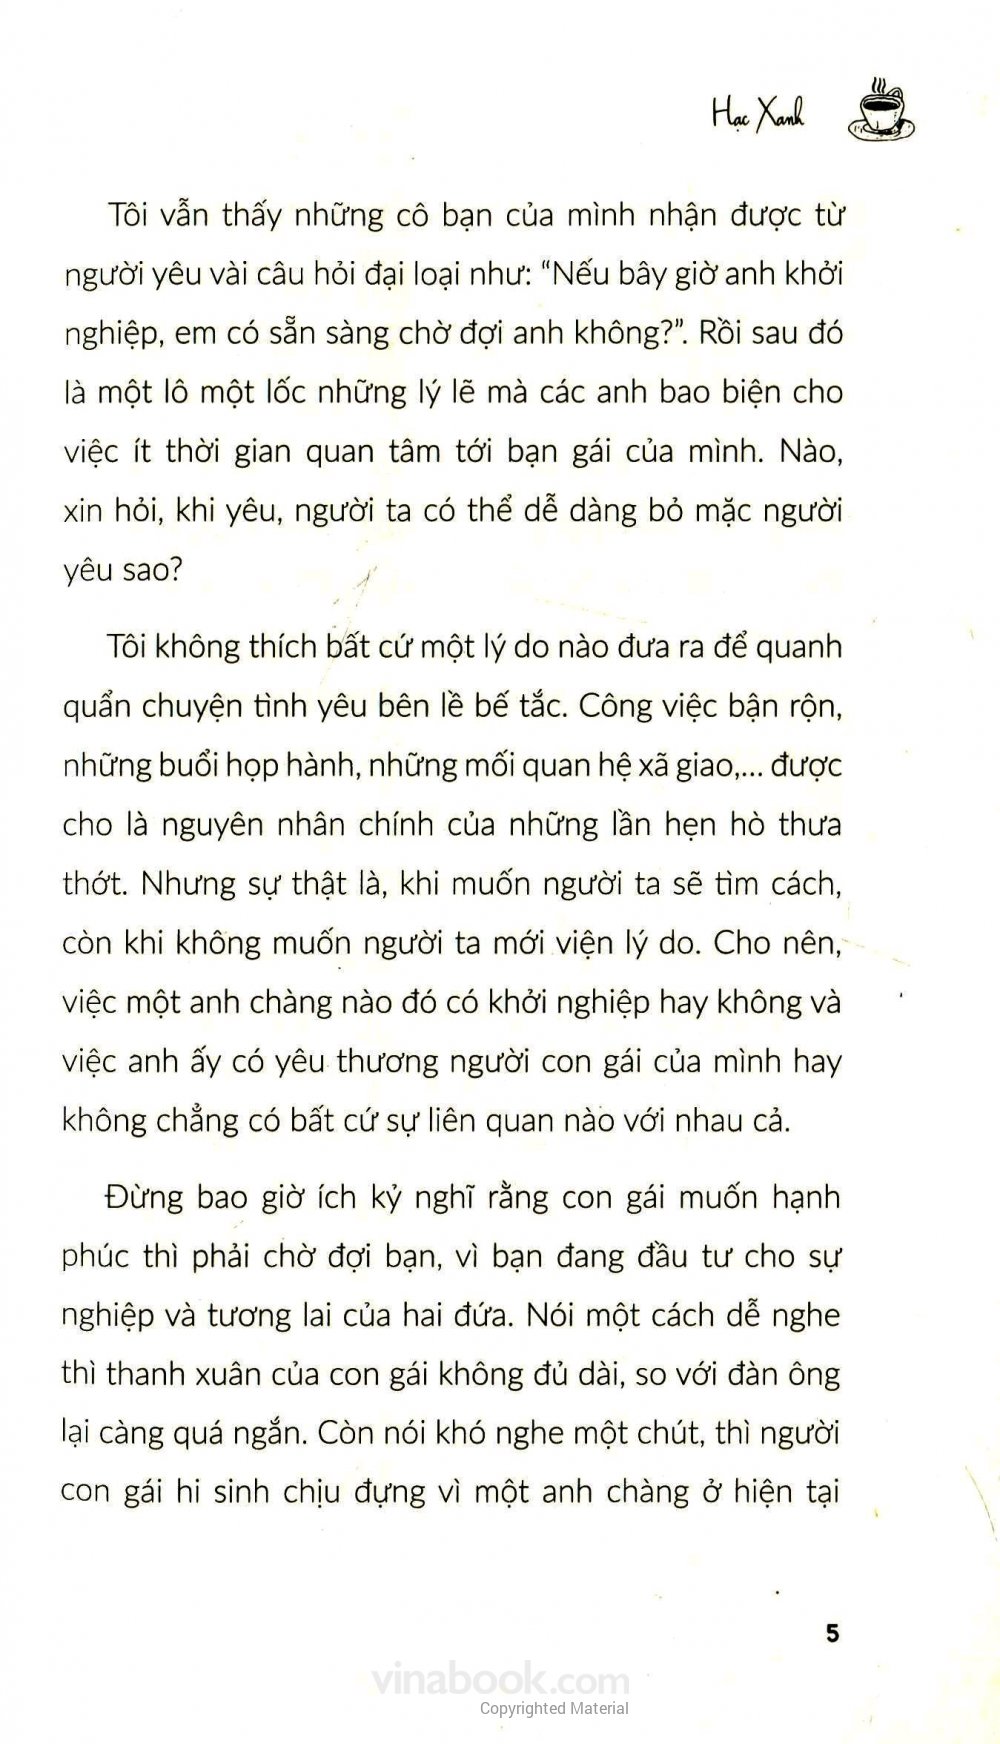 Hạc Xanh
Tôi vẫn thấy những cô bạn của mình nhận được từ
người yêu vài câu hỏi đại loại như: “Nếu bây giờ anh khởi
nghiệp, em có sẵn sàng chờ đợi anh không?”. Rồi sau đó
là một lô một lốc những lý lẽ mà các anh bao biện cho
việc ít thời gian quan tâm tới bạn gái của mình. Nào,
xin hỏi, khi yêu, người ta có thể dễ dàng bỏ mặc người
yêu sao?
Tôi không thích bất cứ một lý do nào đưa ra để quanh
quẩn chuyện tình yêu bên lề bế tắc. Công việc bận rộn,
những buổi họp hành, những mối quan hệ xã giao,... được
cho là nguyên nhân chính của những lần hẹn hò thưa
thớt. Nhưng sự thật là, khi muốn người ta sẽ tìm cách,
còn khi không muốn người ta mới viện lý do. Cho nên,
việc một anh chàng nào đó có khởi nghiệp hay không và
việc anh ấy có yêu thương người con gái của mình hay
không chẳng có bất cứ sự liên quan nào với nhau cả.
Đừng bao giờ ích kỷ nghĩ rằng con gái muốn hạnh
phúc thì phải chờ đợi bạn, vì bạn đang đầu tư cho sự
nghiệp và tương lai của hai đứa. Nói một cách dễ nghe
thì thanh xuân của con gái không đủ dài, so với đàn ông
lại càng quá ngắn. Còn nói khó nghe một chút, thì người
con gái hi sinh chịu đựng vì một anh chàng ở hiện tại
5
vinabook.com
Copyrighted Material